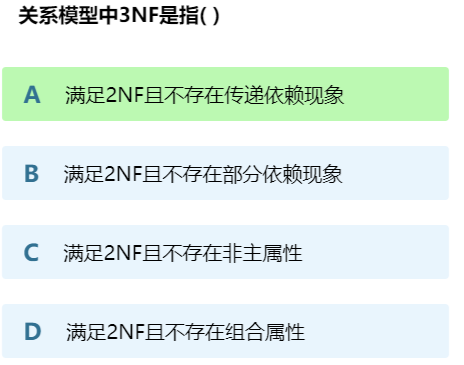 关系模型中3NF是指( )
A 满足2NF且不存在传递依赖现象
B 满足2NF且不存在部分依赖现象
C 满足2NF且不存在非主属性
D 满足2NF且不存在组合属性